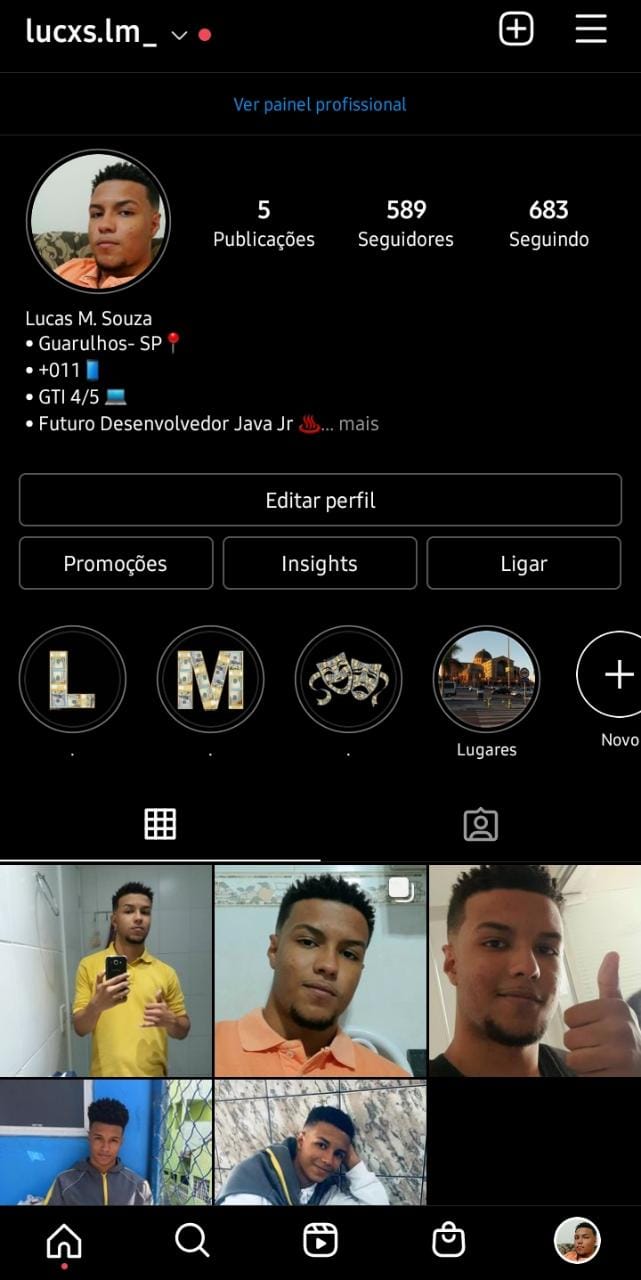 lucxs.lm_
Ver painel profissional
5
589
683
Publicações
Seguidores
Seguindo
Lucas M. Souza
• Guarulhos- SP📍
• +011📱
• GTI 4/5 💻
• Futuro Desenvolvedor Java Jr ♨️... mais
Editar perfil
Promoções
Insights
Ligar
L
M
.
.
.
Lugares
Novo